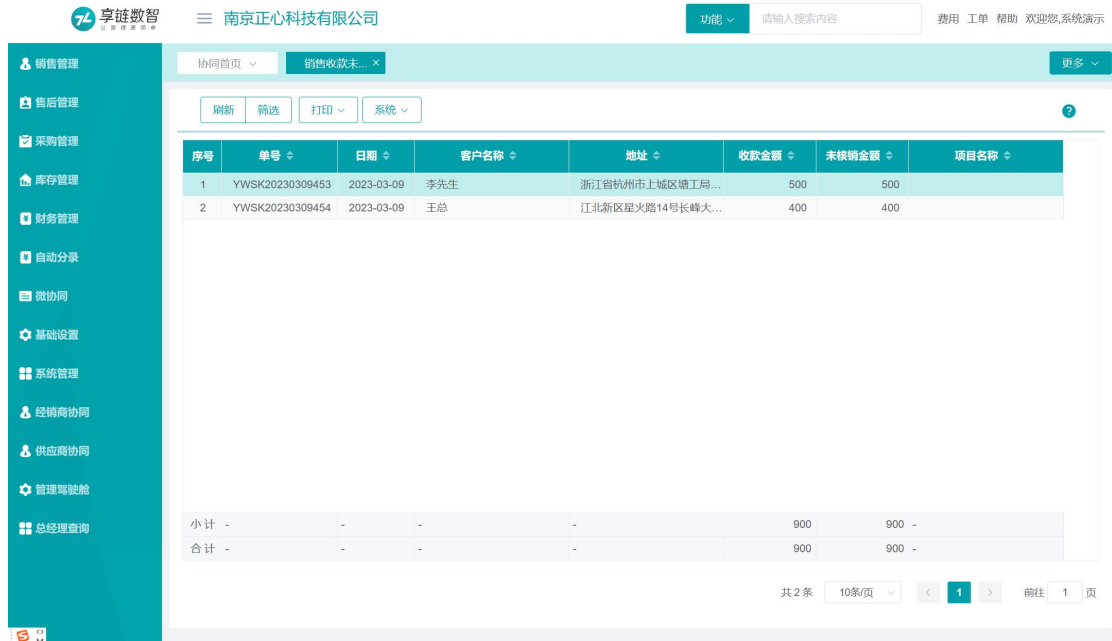 享链数智 南京正心科技有限公司 功能 请输入搜索内容 费用 工单 帮助 欢迎您,系统演示
让管理更简单
销售管理 协同首页 销售收款未... × 更多
售后管理 刷新 筛选 打印 系统 ?
采购管理
序号 单号 日期 客户名称 地址 收款金额 未核销金额 项目名称
库存管理 1 YWSK20230309453 2023-03-09 李先生 浙江省杭州市上城区塘工局... 500 500
2 YWSK20230309454 2023-03-09 王总 江北新区星火路14号长峰大... 400 400
财务管理
自动分录
微协同
基础设置
系统管理
经销商协同
供应商协同
管理驾驶舱
总经理查询
小计 - - - - 900 900 -
合计 - - - - 900 900 -
共 2 条 10条/页 < 1 > 前往 1 页